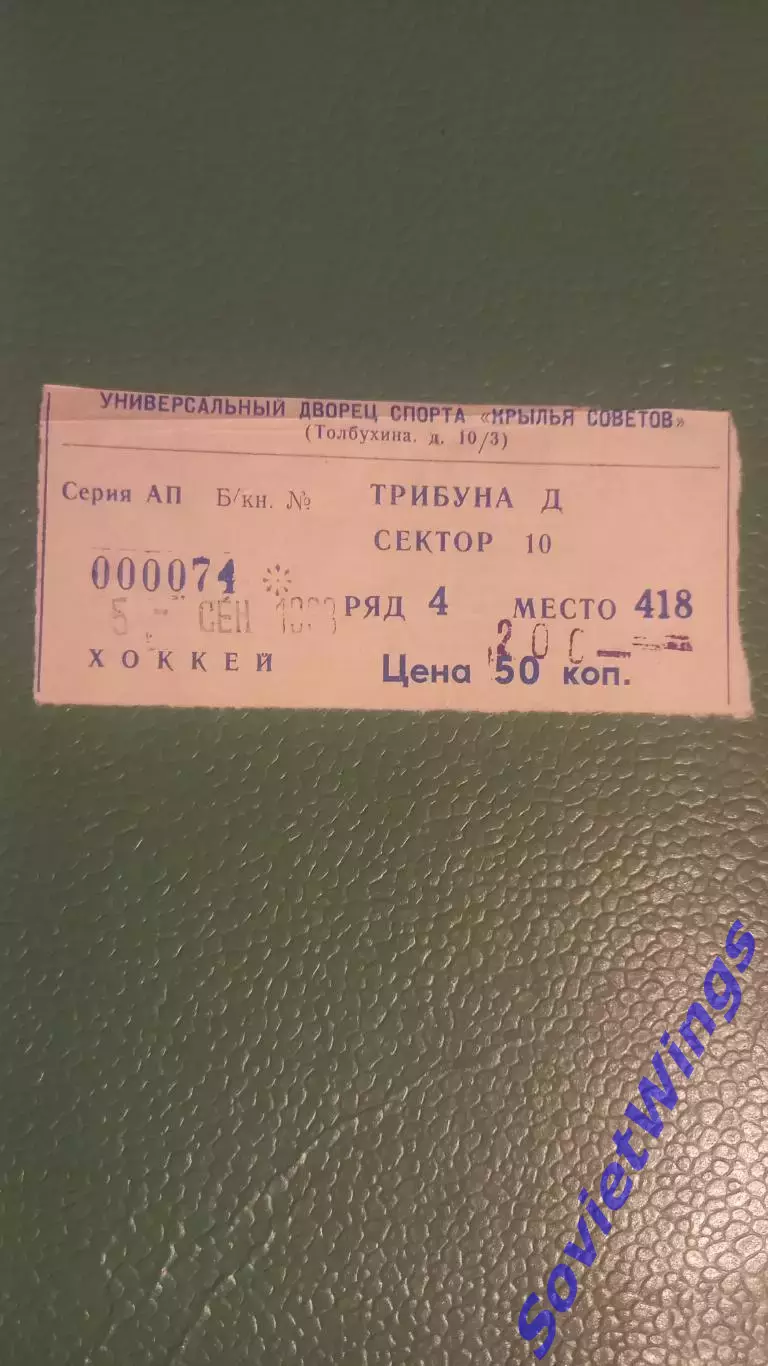 УНИВЕРСАЛЬНЫЙ ДВОРЕЦ СПОРТА «КРЫЛЬЯ СОВЕТОВ»
(Толбухина. д. 10/3)
Серия АП Б/кн. № ТРИБУНА Д
СЕКТОР 10
000074
5 - СЕН РЯД 4 МЕСТО 418
ХОККЕЙ Цена 50 коп.
SovietWings